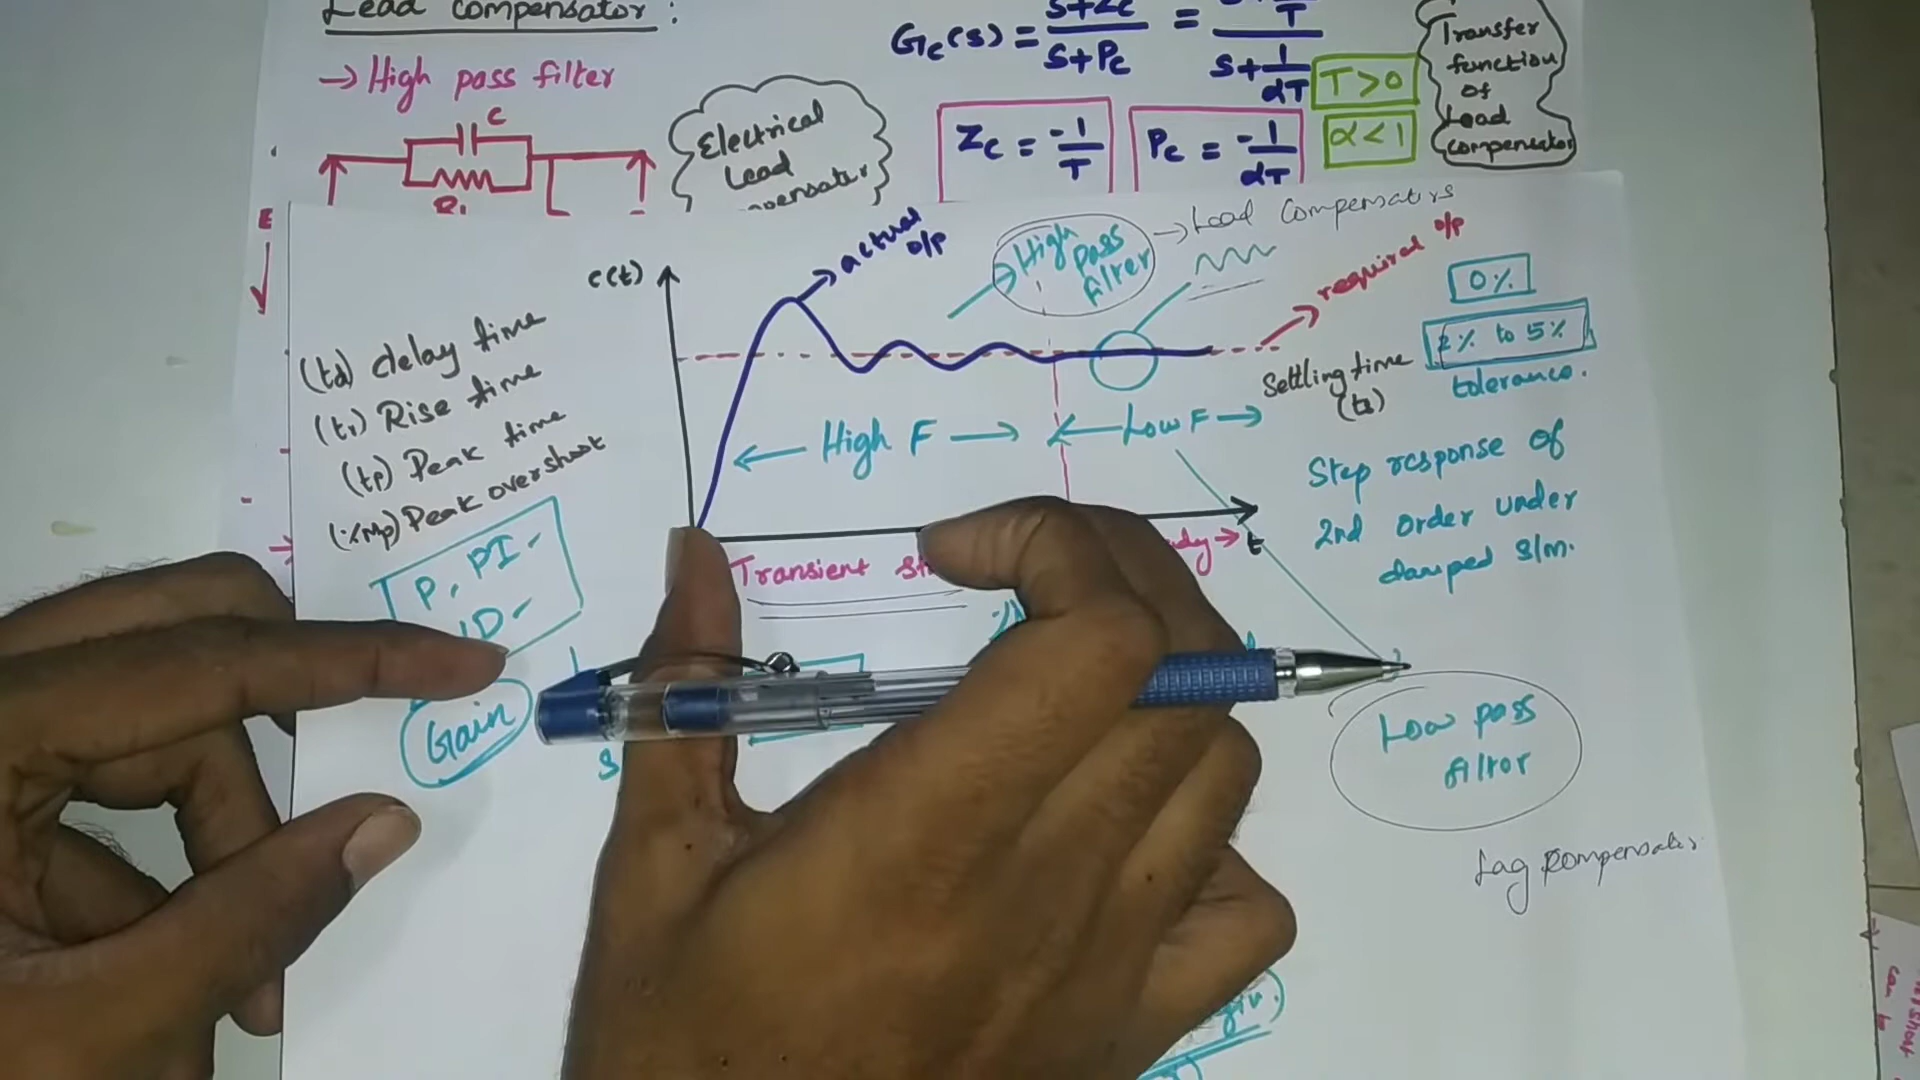 Lead Compensator :
→ High pass filter
C
R1
Electrical
Lead
Gc(s) = s+Zc / s+Pc = / s+1/αT
T>0
α<1
Zc = -1/T
Pc = -1/αT
Transfer
function
of
Lead
compensator
c(t)
actual
o/p
High
pass
filter
→ Lead Compensators
required o/p
0%
2% to 5%
tolerance.
(td) delay time
Rise time
(tp) Peak time
(%Mp) Peak overshoot
High F
Low F
Settling time
(ts)
Step response of
2nd order under
damped s/m.
t
Transient
P, PI
Gain
Low pass
filter
Lag compensator